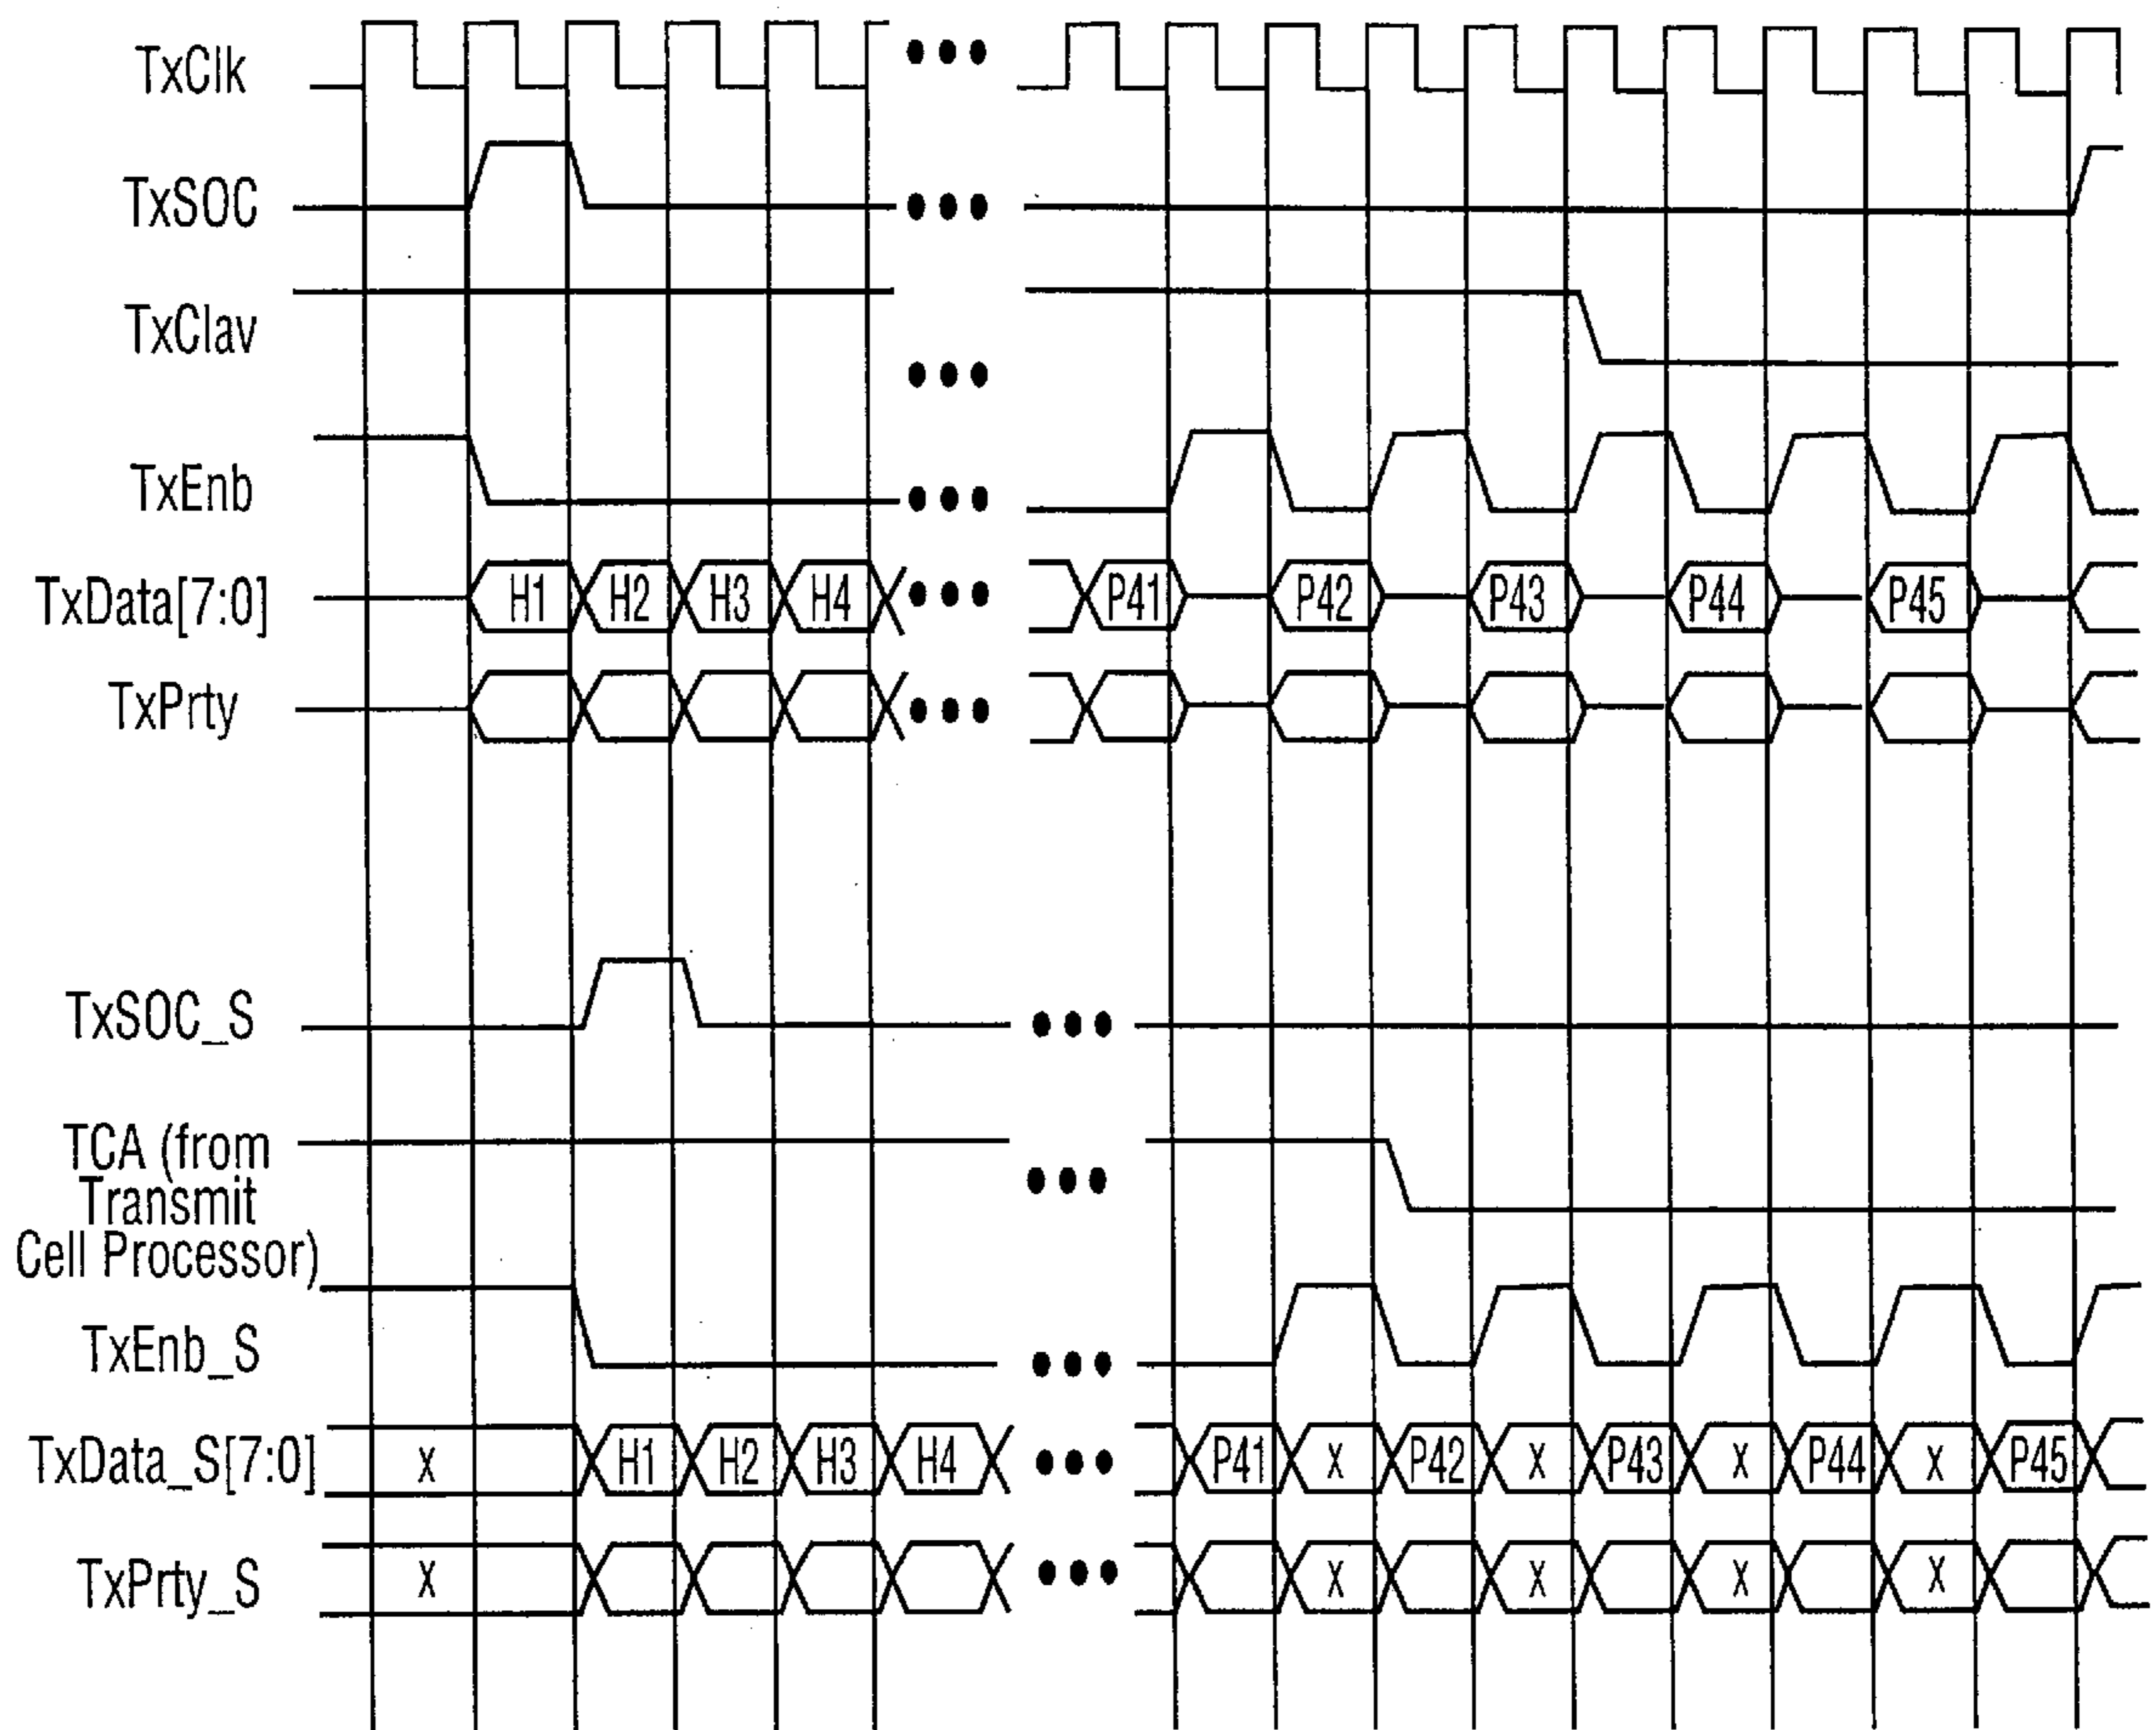 TxClk
TxSOC
TxClav
TxEnb
TxData[7:0] H1 H2 H3 H4 P41 P42 P43 P44 P45
TxPrty
TxSOC_S
TCA (from
Transmit
Cell Processor)
TxEnb_S
TxData_S[7:0] X H1 H2 H3 H4 P41 X P42 X P43 X P44 X P45
TxPrty_S X X X X X